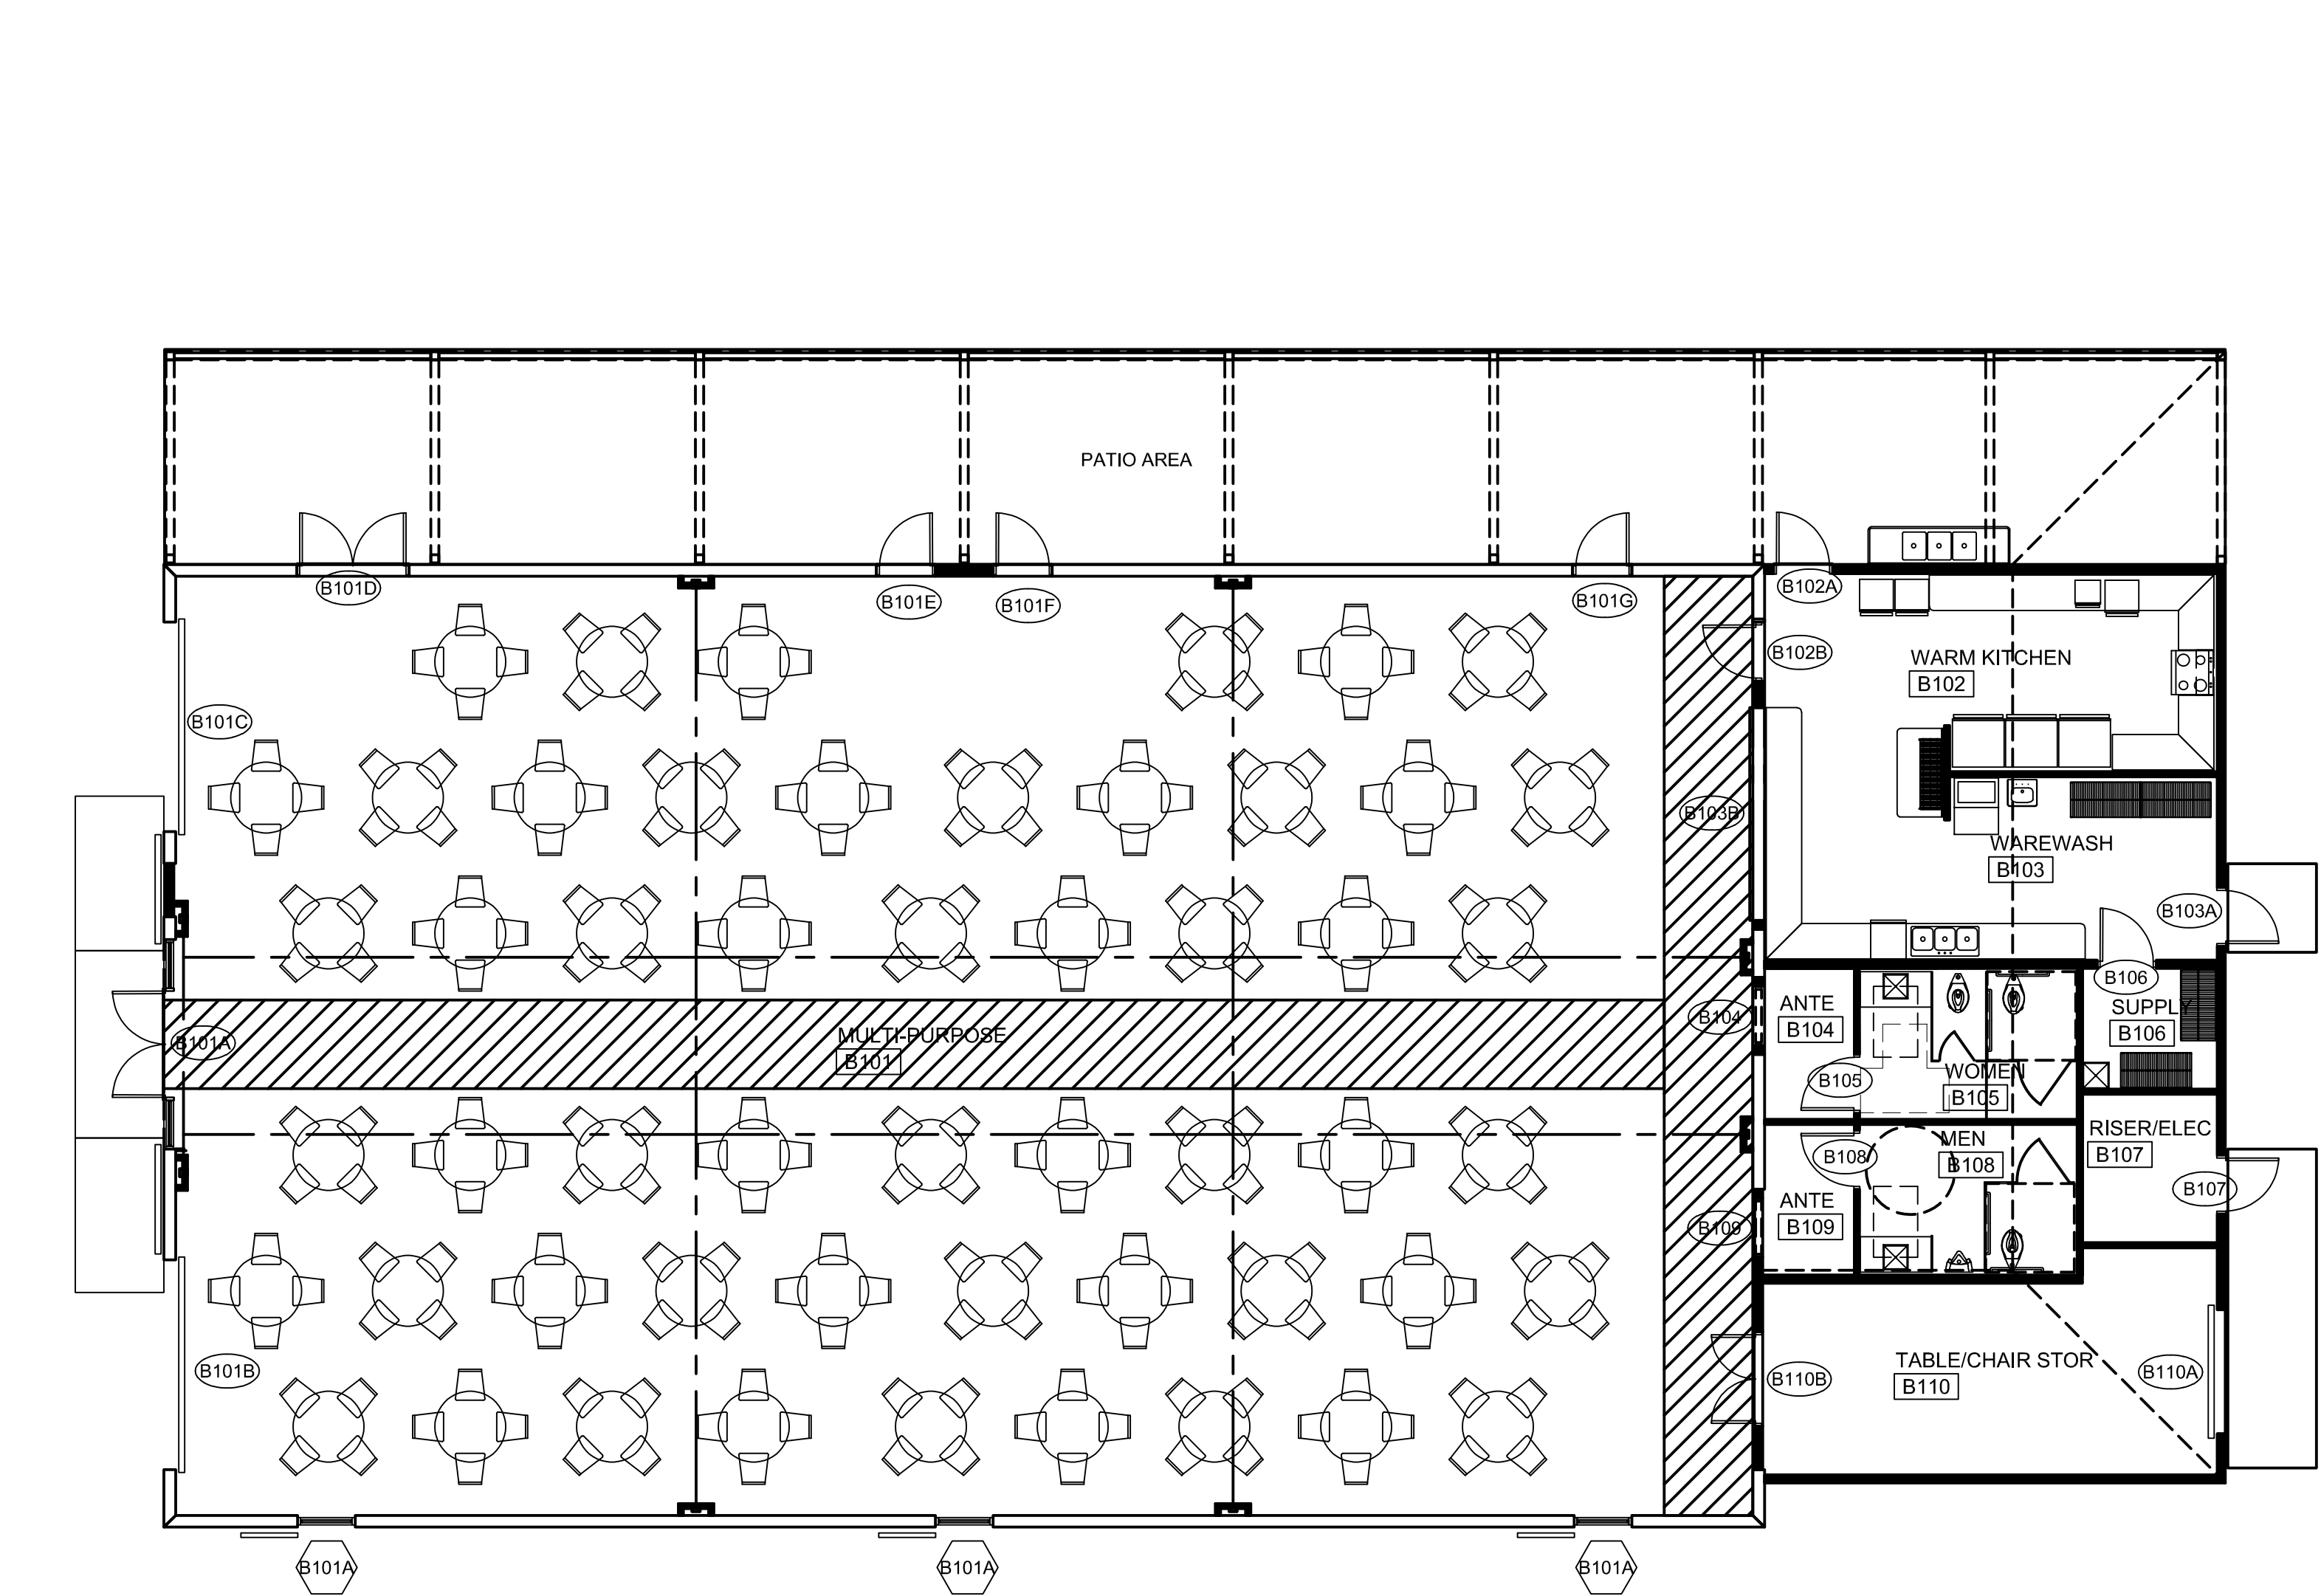 PATIO AREA
B101D
B101E
B101F
B101G
B102A
B102B
WARM KITCHEN
B102
B101C
B103B
WAREWASH
B103
B103A
B106
ANTE
B104
B104
SUPPLY
B106
MULTI-PURPOSE
B101
B101A
B105
WOMEN
B105
RISER/ELEC
B107
MEN
B108
B108
B107
ANTE
B109
B109
B101B
TABLE/CHAIR STOR
B110
B110B
B110A
B101A
B101A
B101A